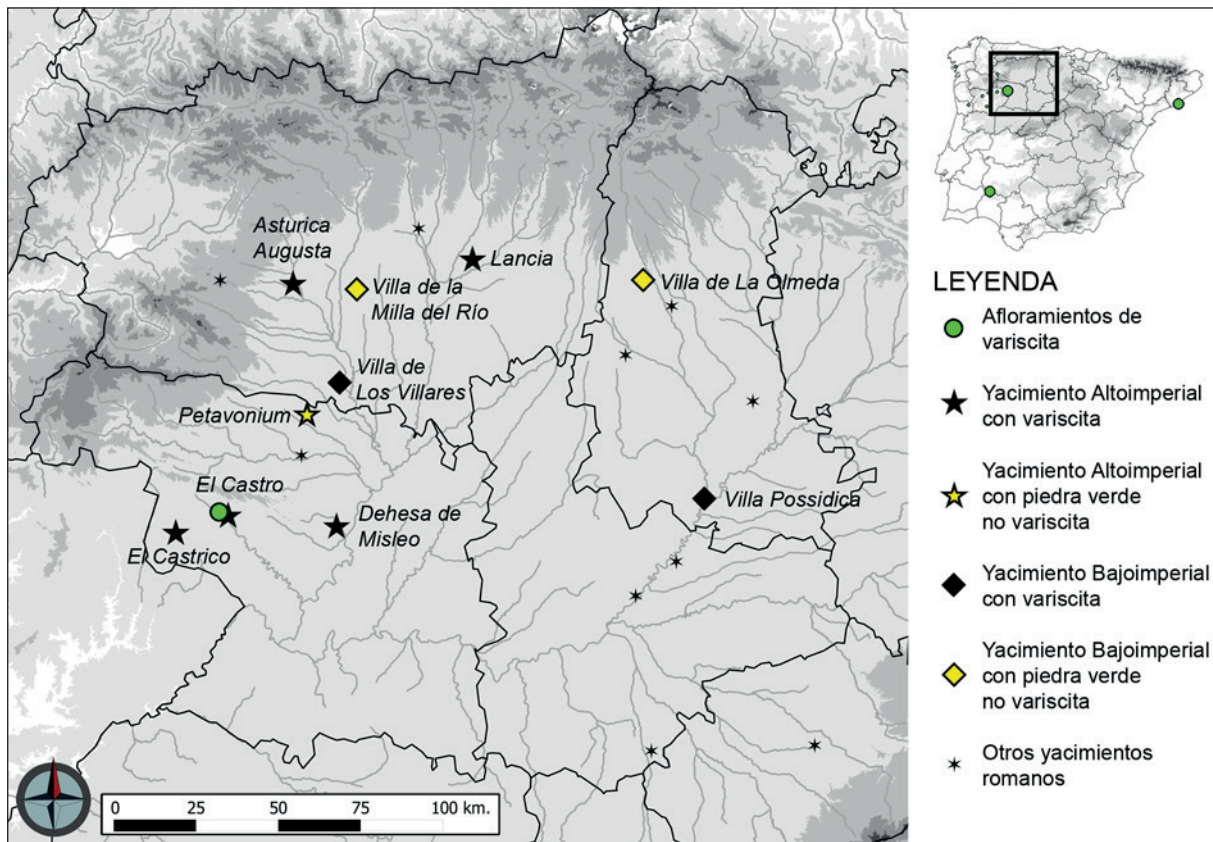 Asturica
Augusta
Lancia
Villa de la
Milla del Río
Villa de La Olmeda
Villa de
Los Villares
Petavonium
El Castro
Dehesa de
Misleo
El Castrico
Villa Possidica
0 25 50 75 100 km.
LEYENDA
Afloramientos de
variscita
Yacimiento Altoimperial
con variscita
Yacimiento Altoimperial
con piedra verde
no variscita
Yacimiento Bajoimperial
con variscita
Yacimiento Bajoimperial
con piedra verde
no variscita
Otros yacimientos
romanos